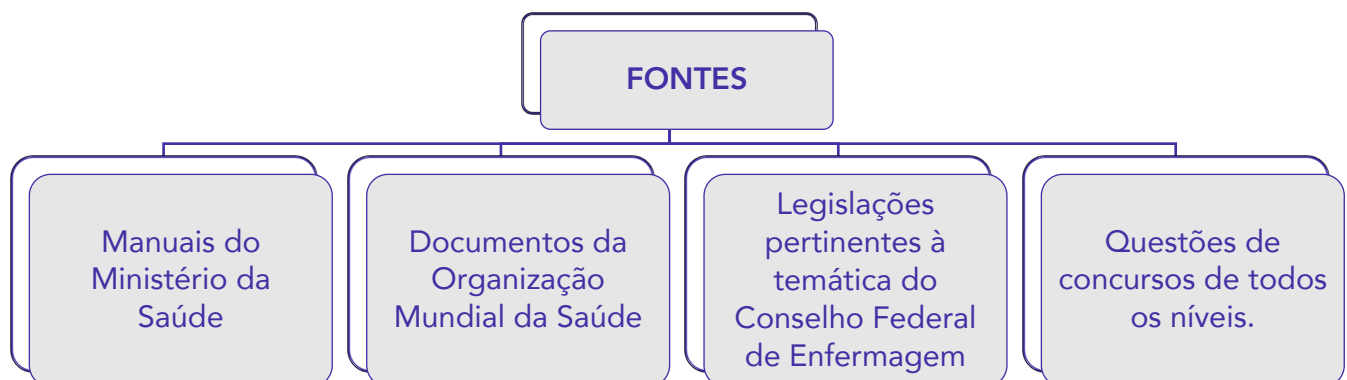 FONTES
Manuais do
Ministério da
Saúde
Documentos da
Organização
Mundial da Saúde
Legislações
pertinentes à
temática do
Conselho Federal
de Enfermagem
Questões de
concursos de todos
os níveis.